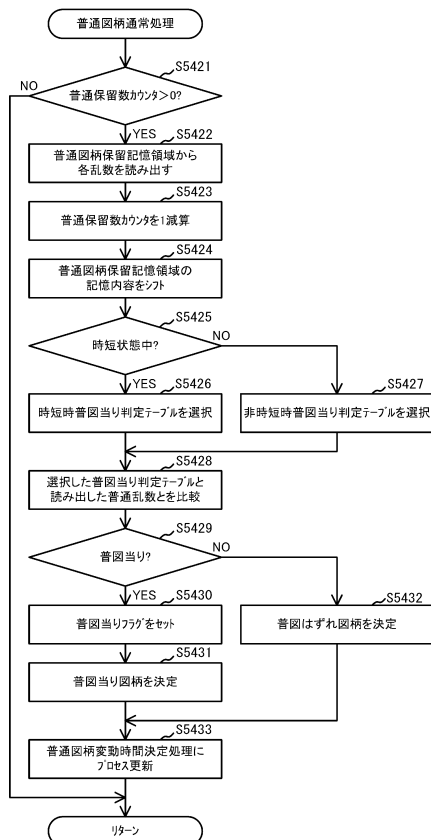 普通図柄通常処理
S5421
NO
普通保留数カウンタ>0?
YES
S5422
普通図柄保留記憶領域から
各乱数を読み出す
S5423
普通保留数カウンタを1減算
S5424
普通図柄保留記憶領域の
記憶内容をシフト
S5425
時短状態中?
NO
YES
S5426
時短時普図当り判定テーブルを選択
S5427
非時短時普図当り判定テーブルを選択
S5428
選択した普図当り判定テーブルと
読み出した普通乱数とを比較
S5429
普図当り?
NO
YES
S5430
普図当りフラグをセット
S5432
普図はずれ図柄を決定
S5431
普図当り図柄を決定
S5433
普通図柄変動時間決定処理に
プロセス更新
リターン